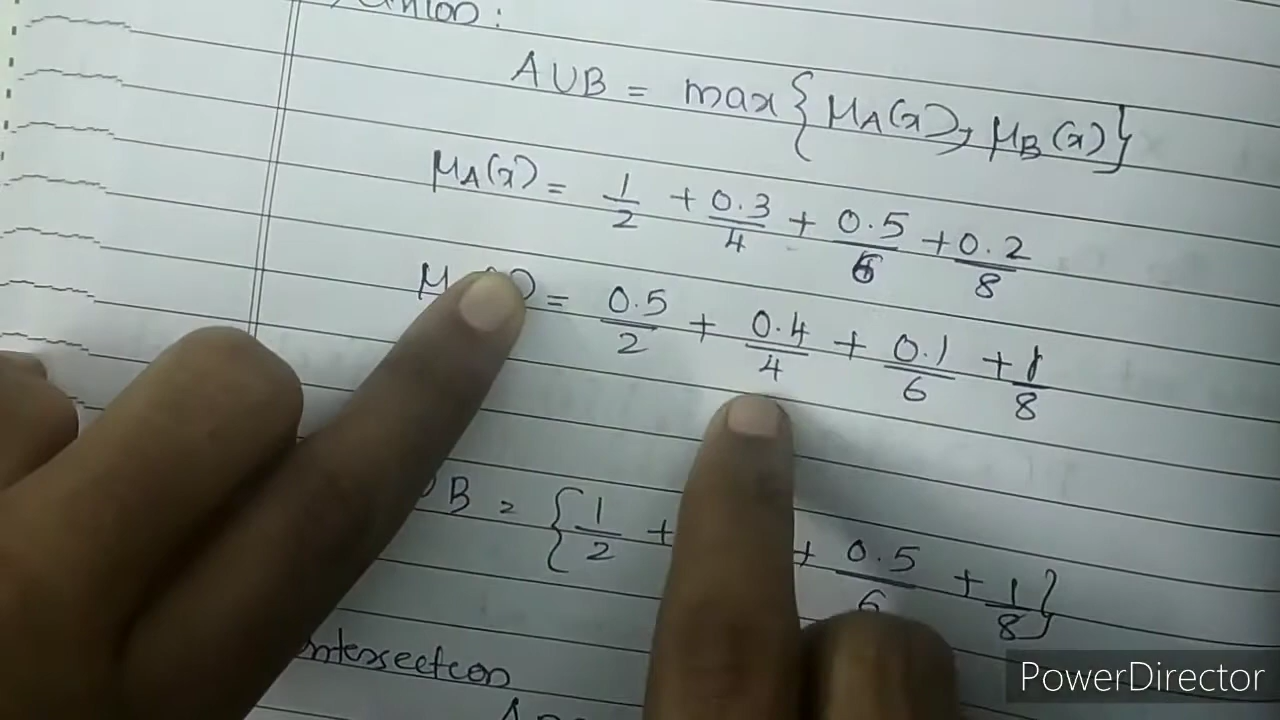 AUB = max{μA(x), μB(x)}
μA(x) = 1/2 + 0.3/4 + 0.5/6 + 0.2/8
μ = 0.5/2 + 0.4/4 + 0.1/6 + 1/8
B = {1/2 + + 0.5/6 + 1/8}
Intersection
PowerDirector